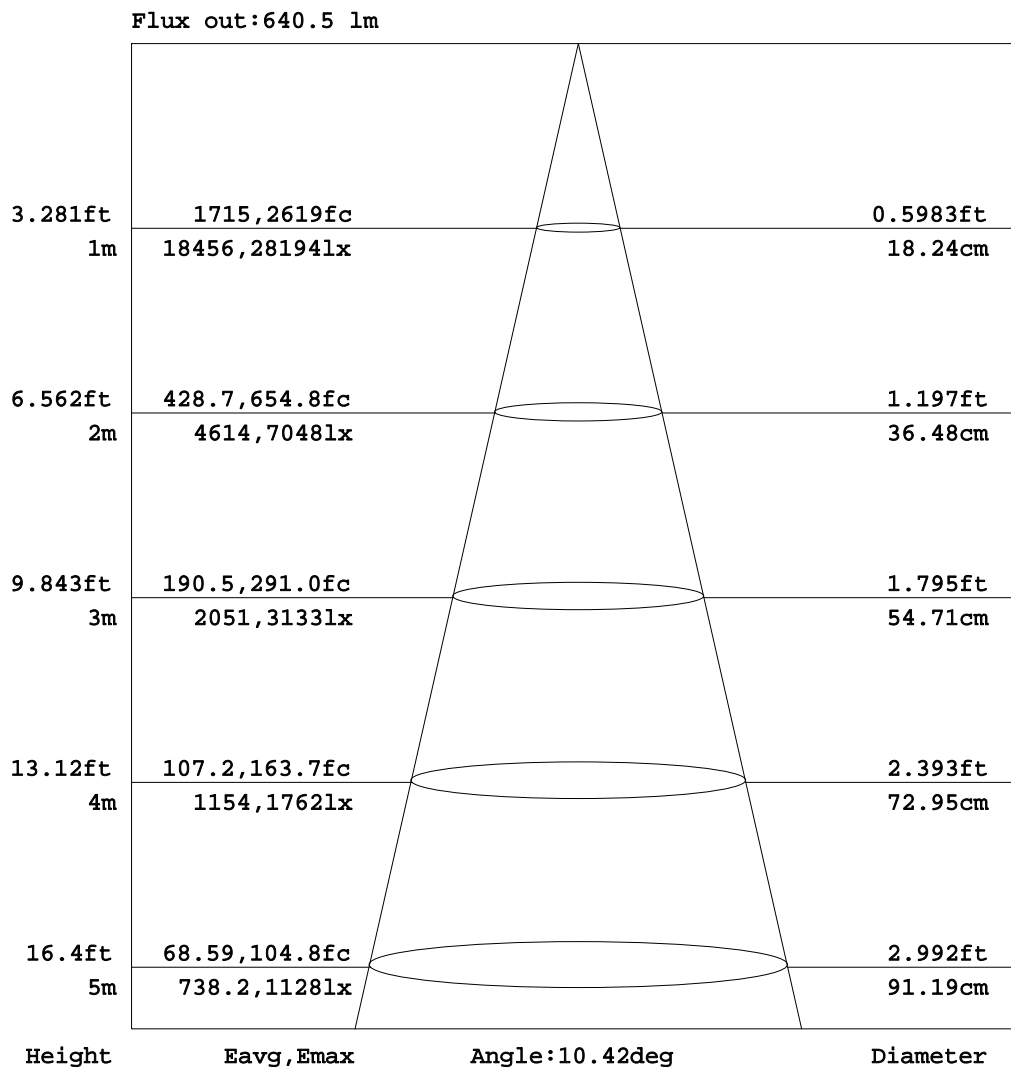 Flux out:640.5 lm
3.281ft 1715,2619fc 0.5983ft
1m 18456,28194lx 18.24cm
6.562ft 428.7,654.8fc 1.197ft
2m 4614,7048lx 36.48cm
9.843ft 190.5,291.0fc 1.795ft
3m 2051,3133lx 54.71cm
13.12ft 107.2,163.7fc 2.393ft
4m 1154,1762lx 72.95cm
16.4ft 68.59,104.8fc 2.992ft
5m 738.2,1128lx 91.19cm
Height Eavg,Emax Angle:10.42deg Diameter